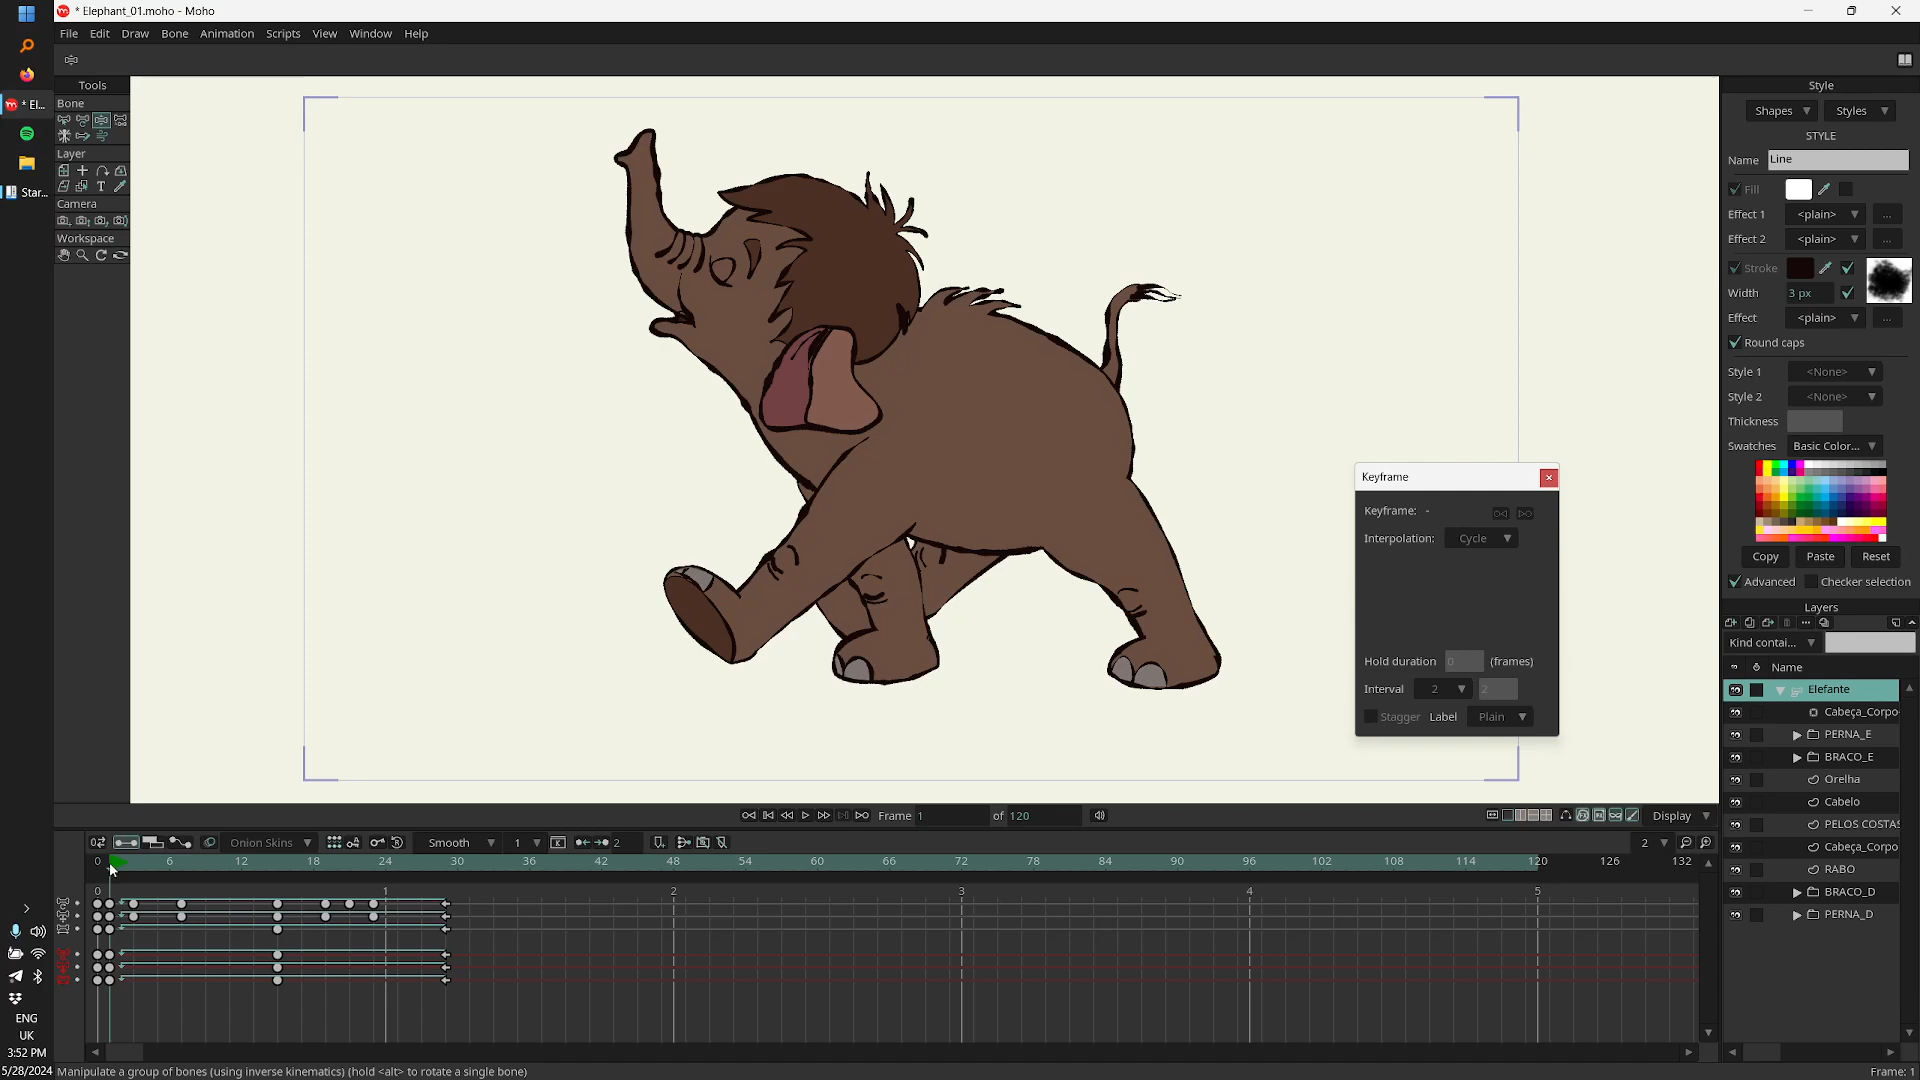 * Elephant_01.moho - Moho
File Edit Draw Bone Animation Scripts View Window Help
Tools
Bone
Layer
Camera
Workspace
* El...
Star...
Style
Shapes Styles
STYLE
Name Line
Fill
Effect 1 <plain> ...
Effect 2 <plain> ...
Stroke
Width 3 px
Effect <plain> ...
Round caps
Style 1 <None>
Style 2 <None>
Thickness
Swatches Basic Color...
Copy Paste Reset
Advanced Checker selection
Keyframe
Keyframe: -
Interpolation: Cycle
Hold duration 0 (frames)
Interval 2 2
Stagger Label Plain
Layers
Kind contai...
Name
Elefante
Cabeça_Corpo
PERNA_E
BRACO_E
Orelha
Cabelo
PELOS COSTAS
Cabeça_Corpo
RABO
BRACO_D
PERNA_D
Frame 1 of 120
Display
Onion Skins Smooth 1 2 2
0 6 12 18 24 30 36 42 48 54 60 66 72 78 84 90 96 102 108 114 120 126 132
0 1 2 3 4 5
ENG
UK
3:52 PM
5/28/2024
Manipulate a group of bones (using inverse kinematics) (hold <alt> to rotate a single bone)
Frame: 1